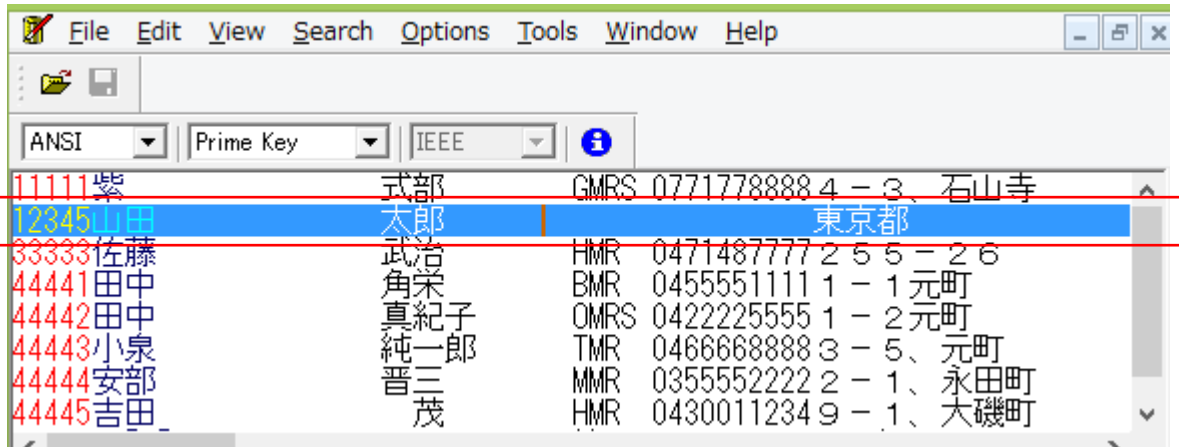 File Edit View Search Options Tools Window Help
ANSI Prime Key IEEE
11111紫 式部 GMRS 0771778888４－３、石山寺
12345山田 太郎 東京都
33333佐藤 武治 HMR 0471487777２５５－２６
44441田中 角栄 BMR 0455551111１－１元町
44442田中 真紀子 OMRS 0422225555１－２元町
44443小泉 純一郎 TMR 0466668888３－５、元町
44444安部 晋三 MMR 0355552222２－１、永田町
44445吉田 茂 HMR 0430011234９－１、大磯町